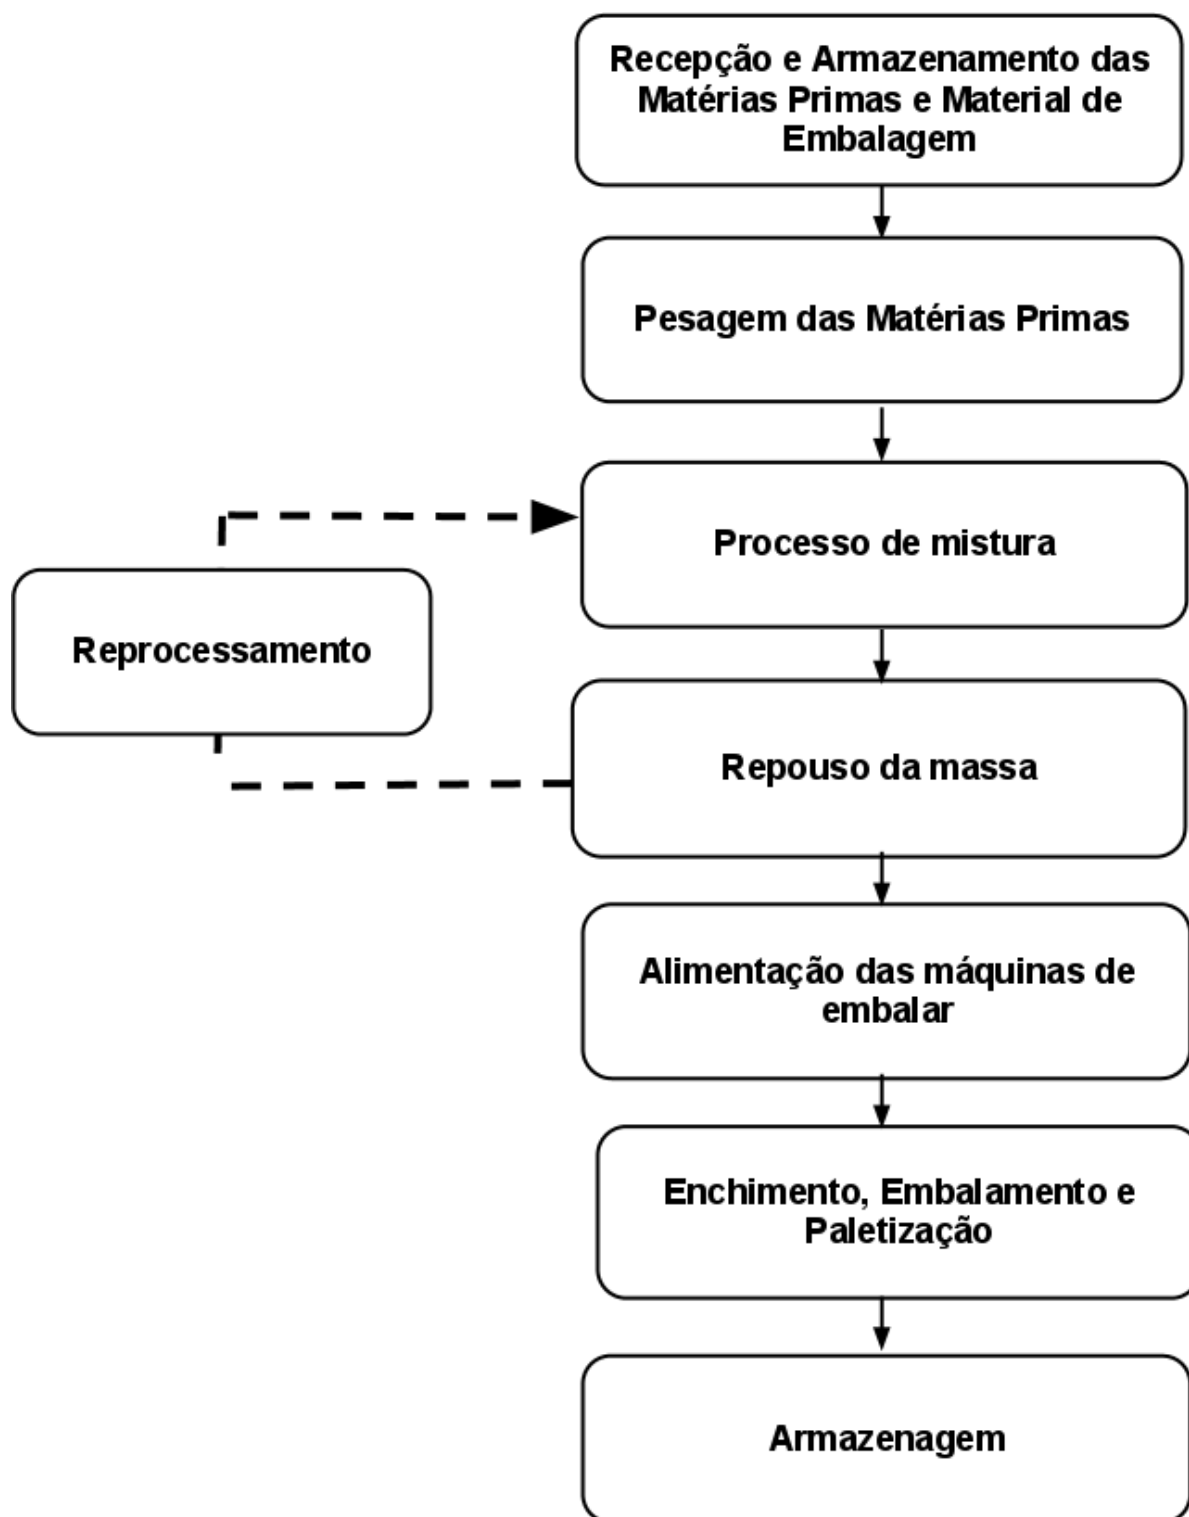 Recepção e Armazenamento das
Matérias Primas e Material de
Embalagem
Pesagem das Matérias Primas
Processo de mistura
Reprocessamento
Repouso da massa
Alimentação das máquinas de
embalar
Enchimento, Embalamento e
Paletização
Armazenagem